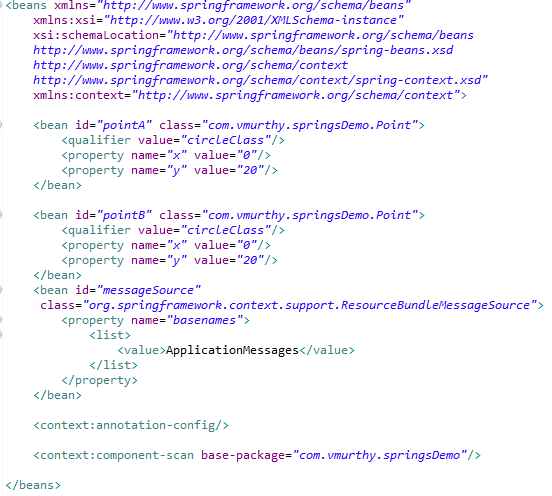 <beans xmlns="http://www.springframework.org/schema/beans"
xmlns:xsi="http://www.w3.org/2001/XMLSchema-instance"
xsi:schemaLocation="http://www.springframework.org/schema/beans
http://www.springframework.org/schema/beans/spring-beans.xsd
http://www.springframework.org/schema/context
http://www.springframework.org/schema/context/spring-context.xsd"
xmlns:context="http://www.springframework.org/schema/context">
<bean id="pointA" class="com.vmurthy.springsDemo.Point">
<qualifier value="circleClass"/>
<property name="x" value="0"/>
<property name="y" value="20"/>
</bean>
<bean id="pointB" class="com.vmurthy.springsDemo.Point">
<qualifier value="circleClass"/>
<property name="x" value="0"/>
<property name="y" value="20"/>
</bean>
<bean id="messageSource"
class="org.springframework.context.support.ResourceBundleMessageSource">
<property name="basenames">
<list>
<value>ApplicationMessages</value>
</list>
</property>
</bean>
<context:annotation-config/>
<context:component-scan base-package="com.vmurthy.springsDemo"/>
</beans>